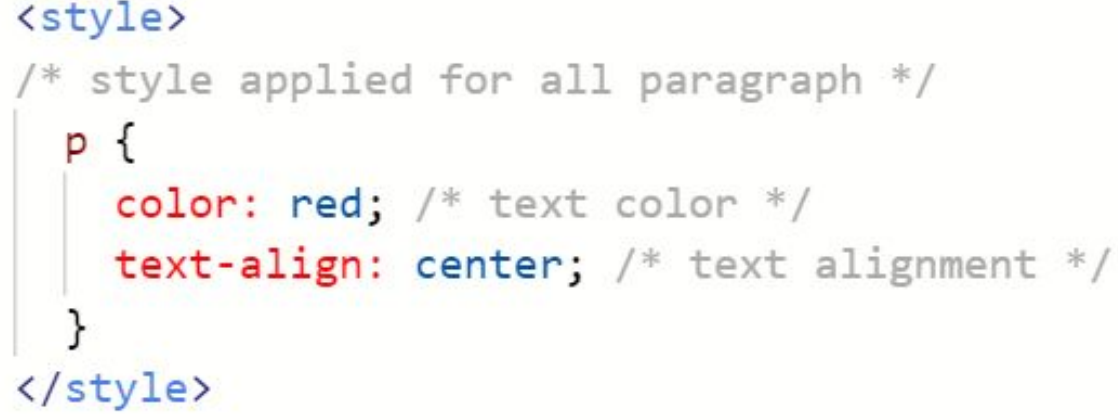 <style>
/* style applied for all paragraph */
p {
color: red; /* text color */
text-align: center; /* text alignment */
}
</style>